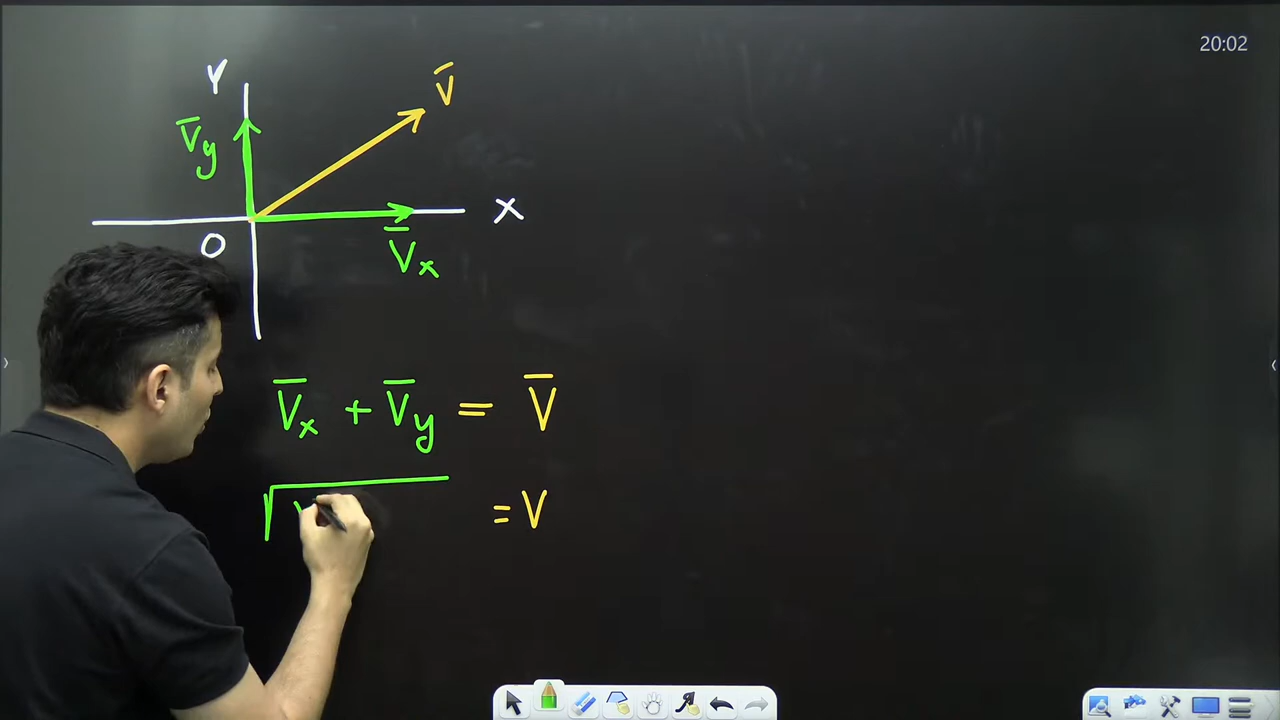 20:02
Y
V̅
V̅y
X
O
V̅x
V̅x + V̅y = V̅
√ = V